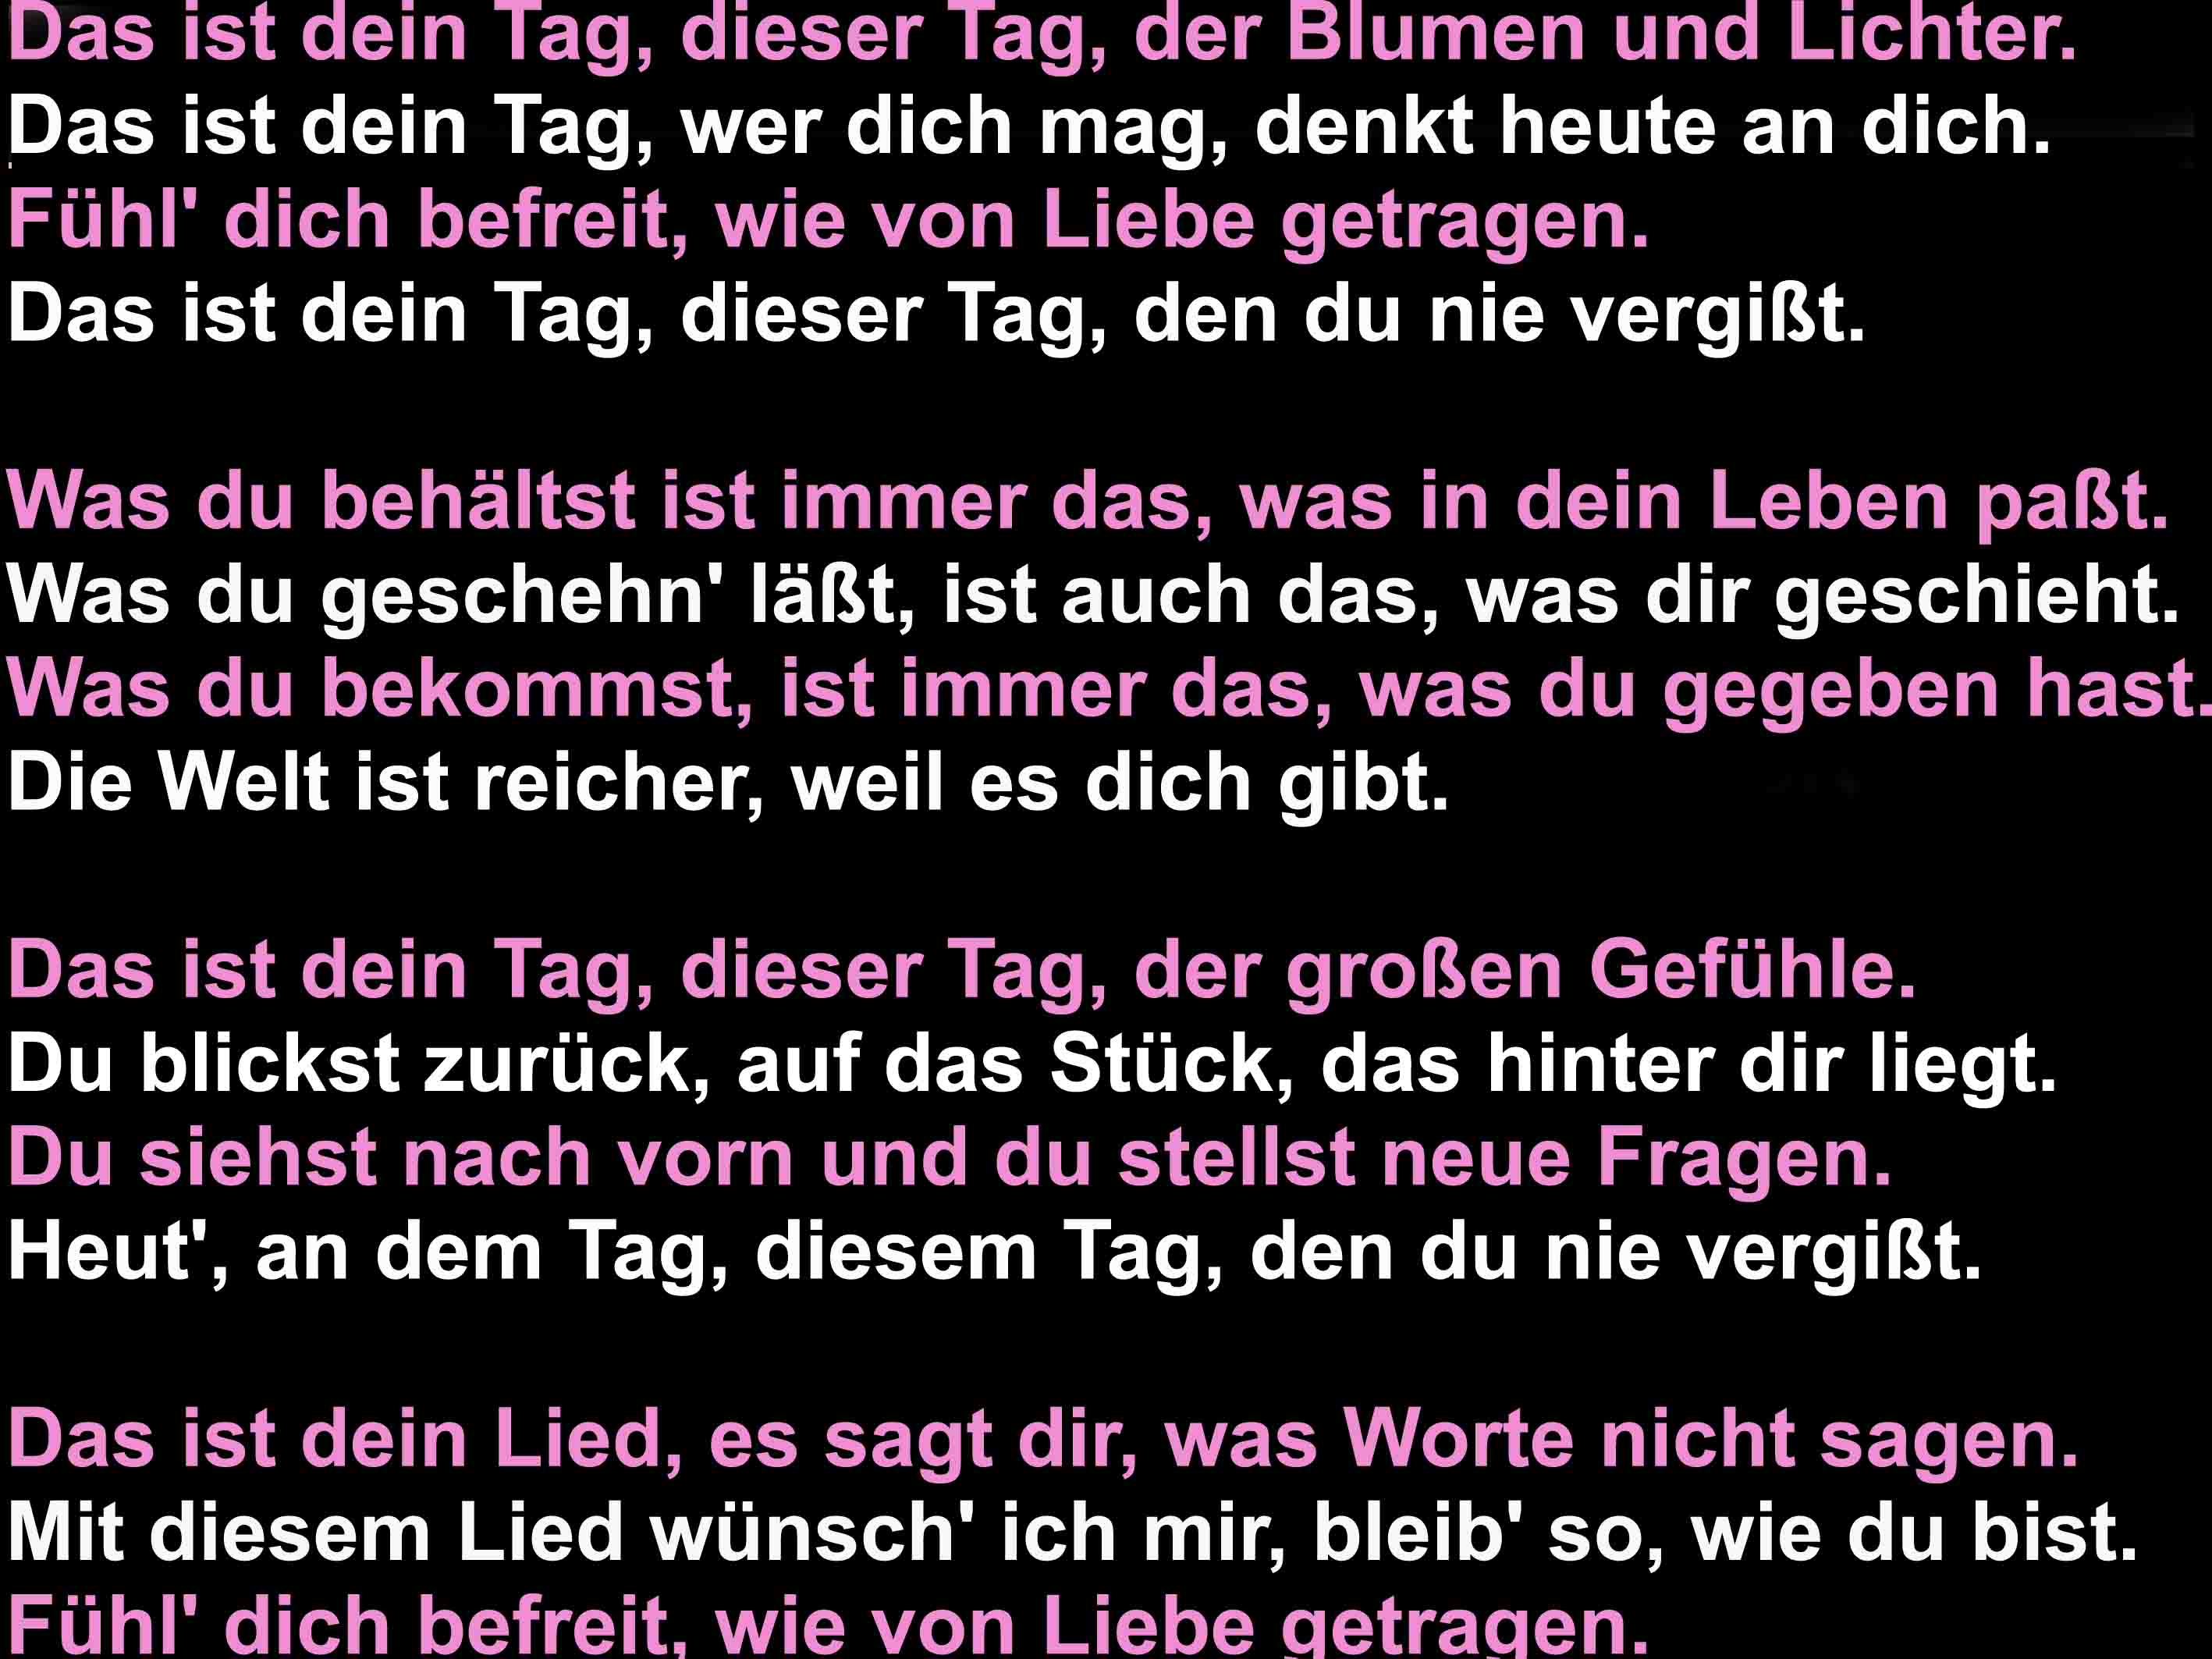 Das ist dein Tag, dieser Tag, der Blumen und Lichter.
Das ist dein Tag, wer dich mag, denkt heute an dich.
Fühl' dich befreit, wie von Liebe getragen.
Das ist dein Tag, dieser Tag, den du nie vergißt.
Was du behältst ist immer das, was in dein Leben paßt.
Was du geschehn' läßt, ist auch das, was dir geschieht.
Was du bekommst, ist immer das, was du gegeben hast.
Die Welt ist reicher, weil es dich gibt.
Das ist dein Tag, dieser Tag, der großen Gefühle.
Du blickst zurück, auf das Stück, das hinter dir liegt.
Du siehst nach vorn und du stellst neue Fragen.
Heut', an dem Tag, diesem Tag, den du nie vergißt.
Das ist dein Lied, es sagt dir, was Worte nicht sagen.
Mit diesem Lied wünsch' ich mir, bleib' so, wie du bist.
Fühl' dich befreit, wie von Liebe getragen.